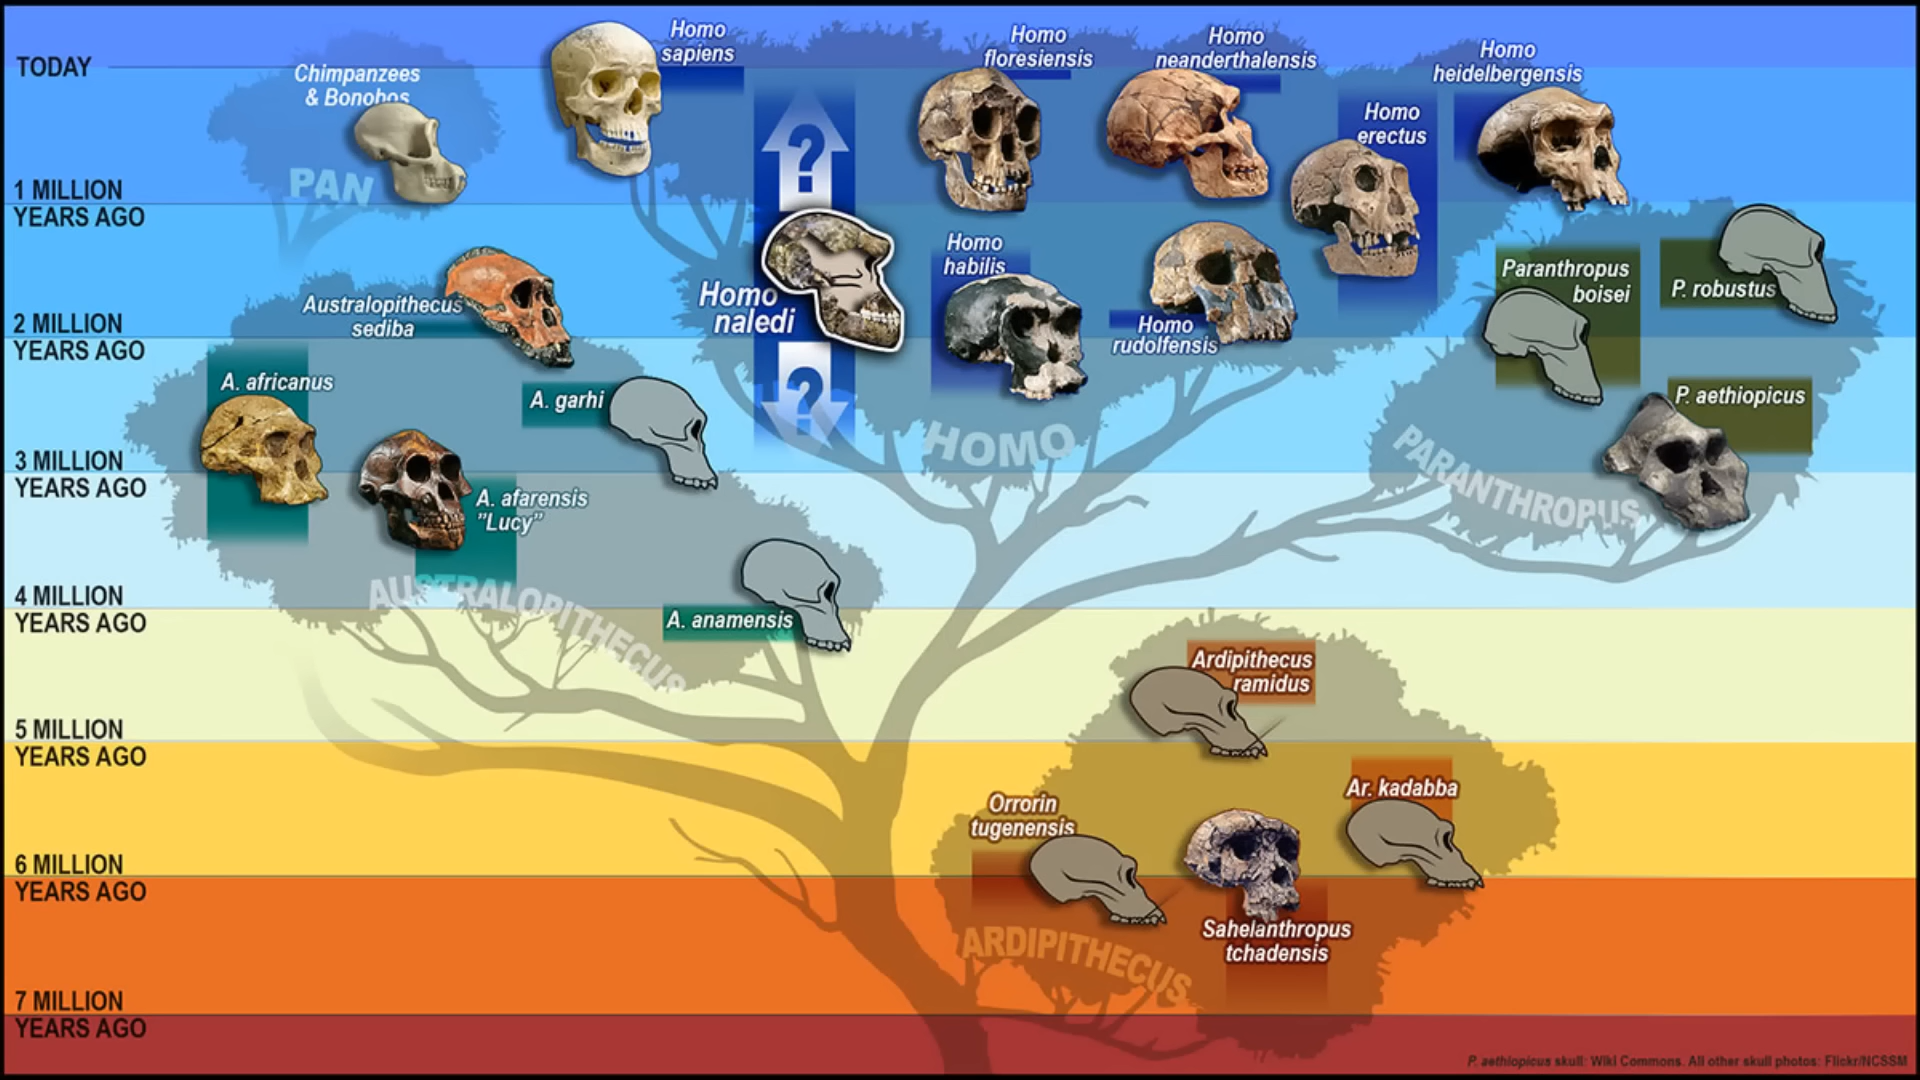 TODAY
Chimpanzees
& Bonobos
PAN
Homo
sapiens
Homo
floresiensis
Homo
neanderthalensis
Homo
heidelbergensis
Homo
erectus
1 MILLION
YEARS AGO
?
Homo
naledi
?
Homo
habilis
Homo
rudolfensis
Paranthropus
boisei
P. robustus
Australopithecus
sediba
2 MILLION
YEARS AGO
A. africanus
A. garhi
P. aethiopicus
HOMO
PARANTHROPUS
3 MILLION
YEARS AGO
A. afarensis
"Lucy"
AUSTRALOPITHECUS
4 MILLION
YEARS AGO
A. anamensis
Ardipithecus
ramidus
5 MILLION
YEARS AGO
Ar. kadabba
Orrorin
tugenensis
6 MILLION
YEARS AGO
Sahelanthropus
tchadensis
ARDIPITHECUS
7 MILLION
YEARS AGO
P. aethiopicus skull: Wiki Commons. All other skull photos: Flickr/NCSSM